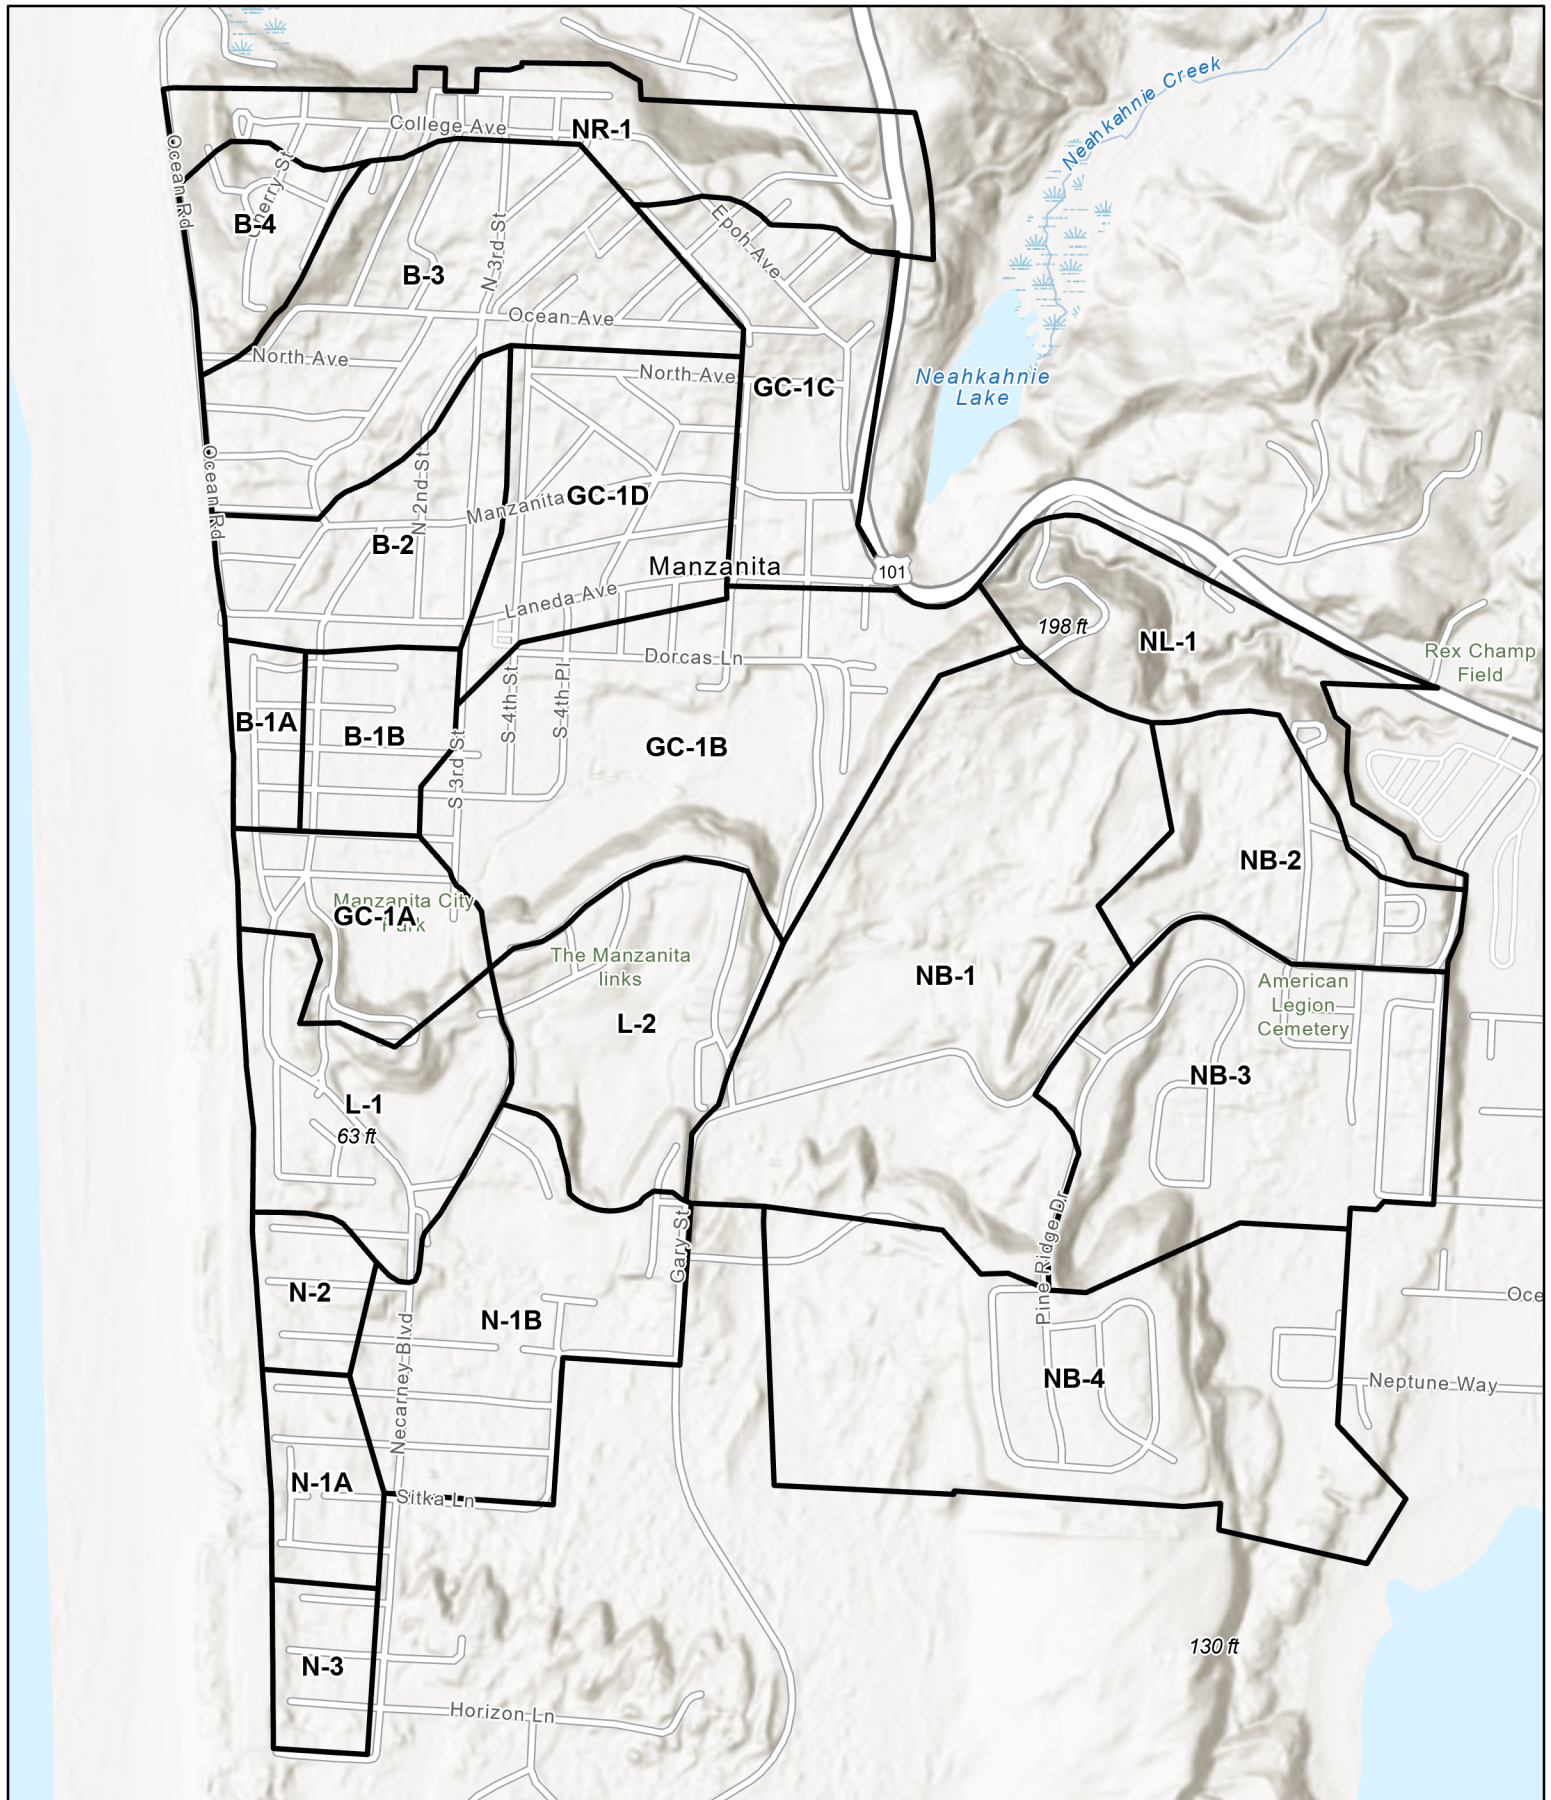 Neahkahnie Creek
College Ave
NR-1
Ocean Rd
Cherry St
B-4
Epoh Ave
N 3rd St
B-3
Ocean Ave
North Ave
North Ave
GC-1C
Neahkahnie
Lake
Ocean Rd
N 2nd St
Manzanita
GC-1D
B-2
Manzanita
101
Laneda Ave
198 ft
NL-1
Dorcas Ln
Rex Champ
Field
S 4th St
S 4th Pl
B-1A
B-1B
GC-1B
S 3rd St
NB-2
Manzanita City
Park
GC-1A
The Manzanita
links
NB-1
American
Legion
Cemetery
L-2
NB-3
L-1
63 ft
Gary St
Pine Ridge Dr
N-2
Oce
N-1B
Necarney Blvd
NB-4
Neptune Way
N-1A
Sitka Ln
130 ft
N-3
Horizon Ln